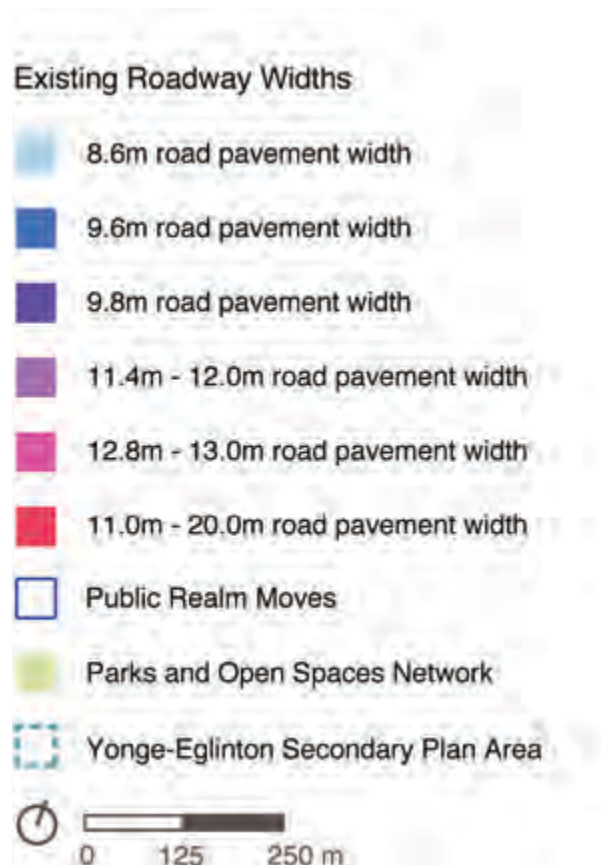 Existing Roadway Widths
8.6m road pavement width
9.6m road pavement width
9.8m road pavement width
11.4m - 12.0m road pavement width
12.8m - 13.0m road pavement width
11.0m - 20.0m road pavement width
Public Realm Moves
Parks and Open Spaces Network
Yonge-Eglinton Secondary Plan Area
0 125 250 m